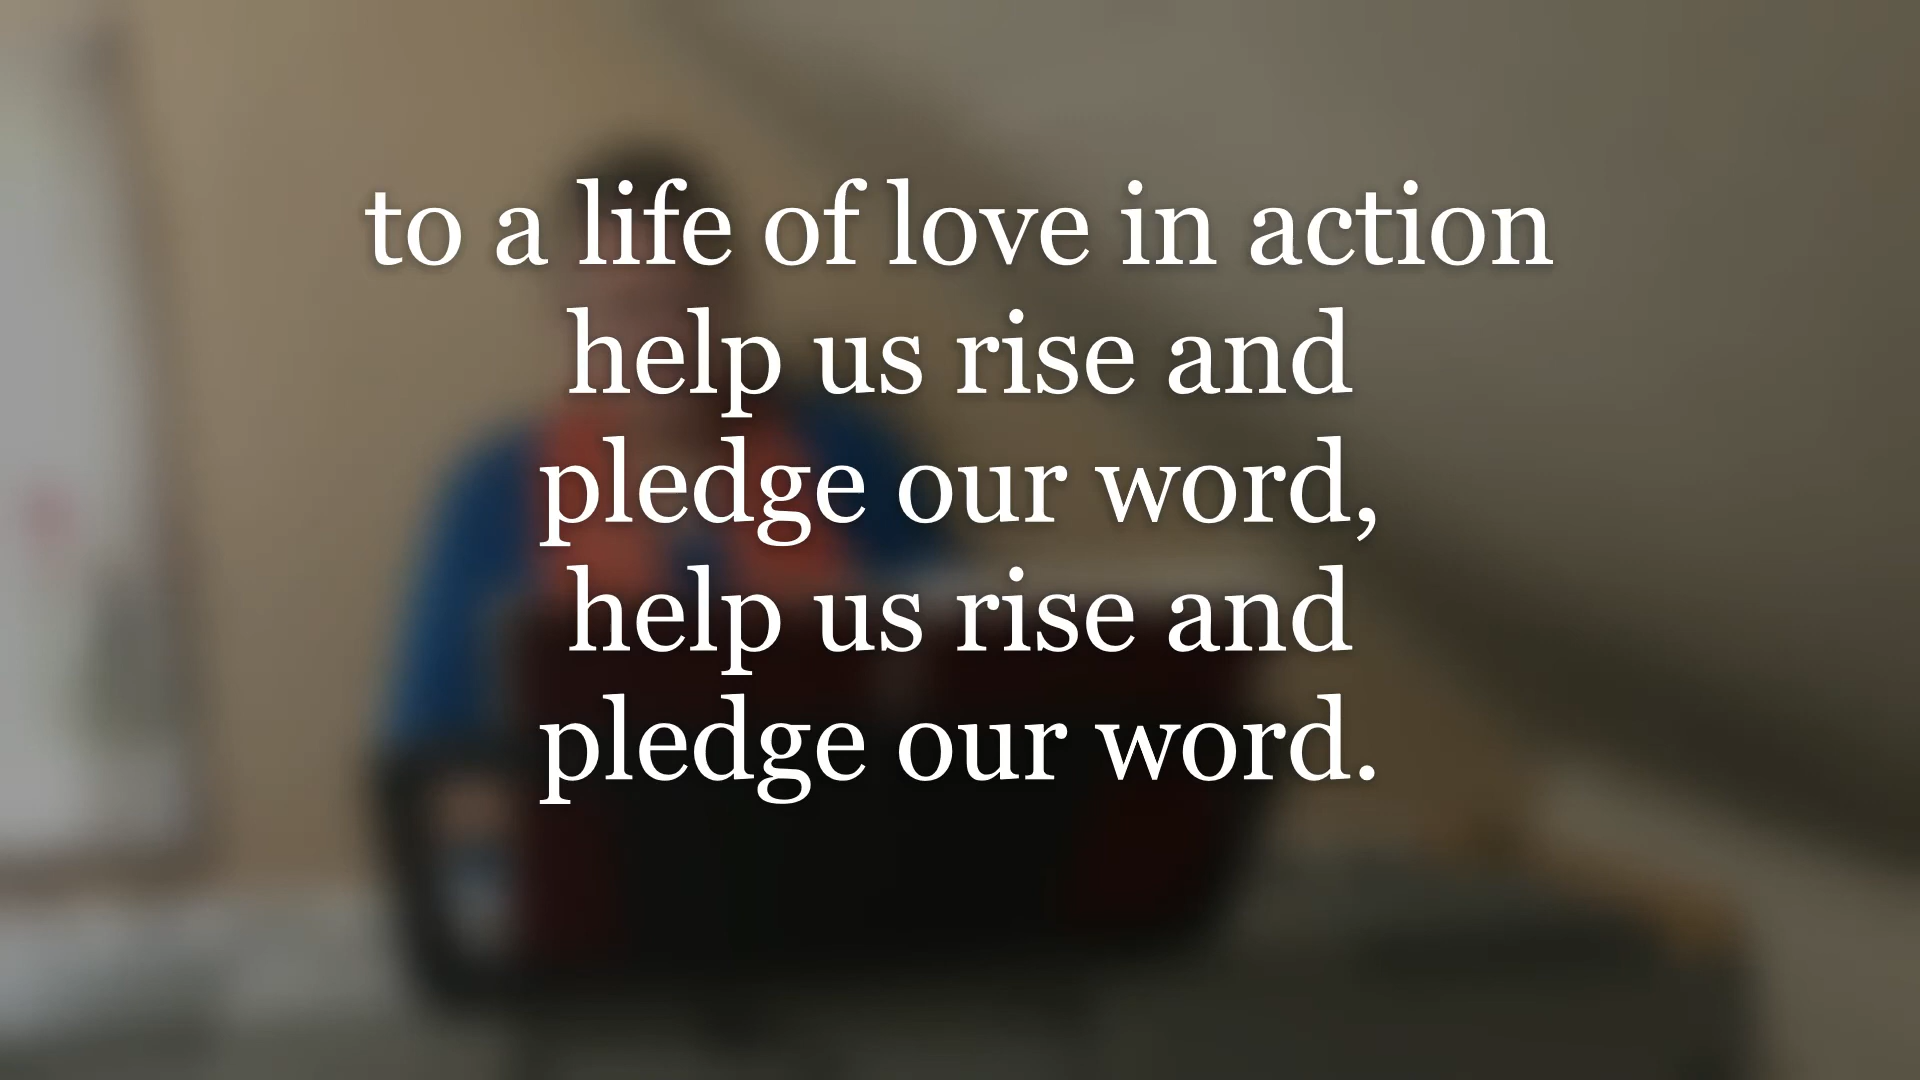 to a life of love in action
help us rise and
pledge our word,
help us rise and
pledge our word.